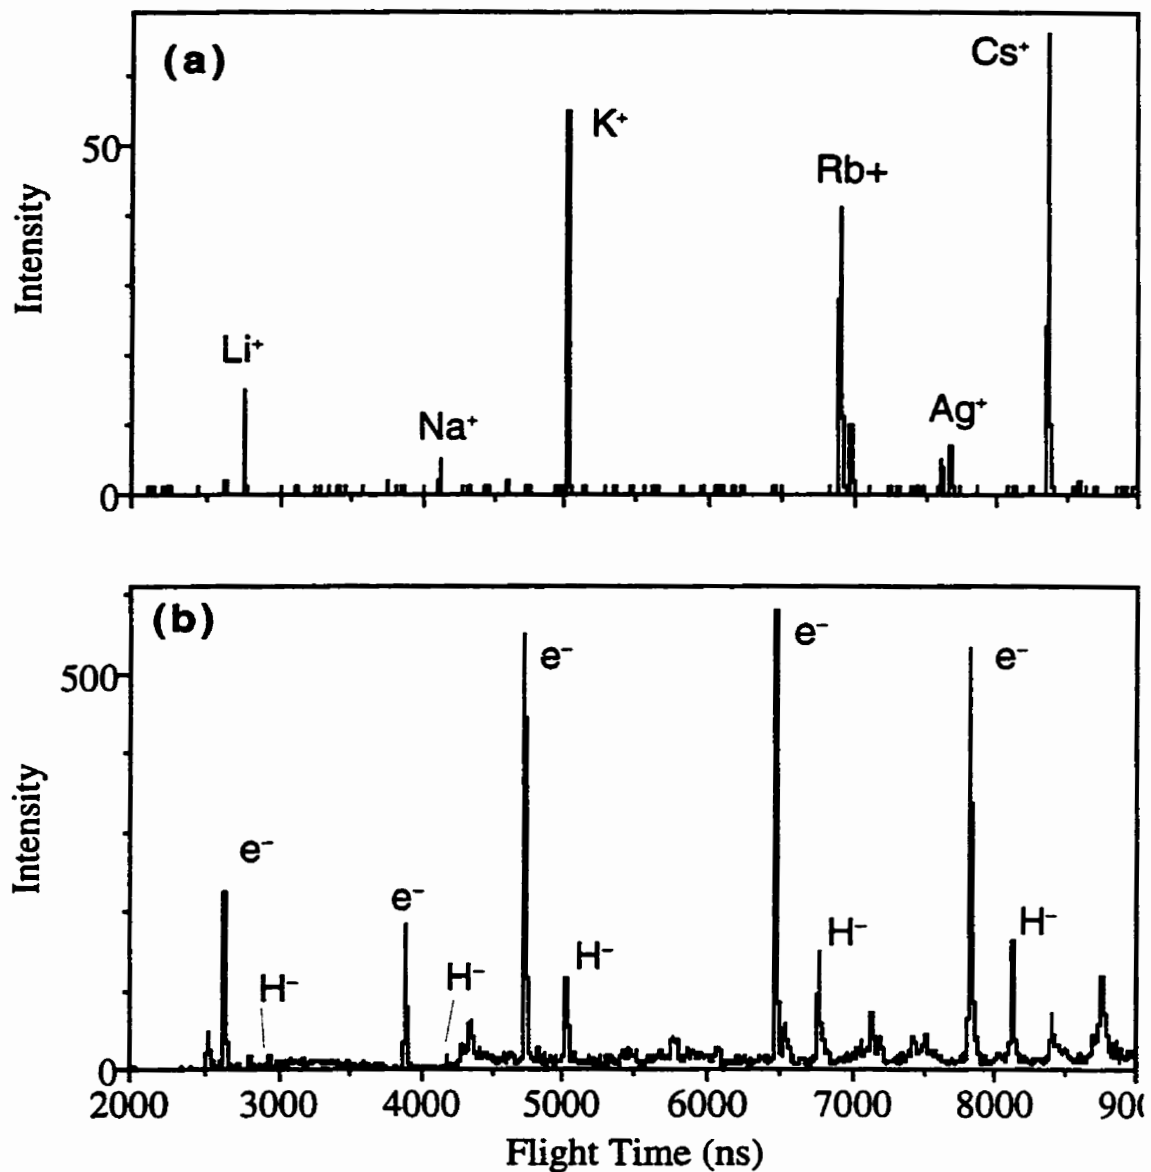 (a)
Cs⁺
K⁺
50
Rb+
Intensity
Li⁺
Ag⁺
Na⁺
0
(b)
e⁻
e⁻
e⁻
500
Intensity
e⁻
e⁻
H⁻
H⁻
H⁻
H⁻
H⁻
0
2000 3000 4000 5000 6000 7000 8000 900
Flight Time (ns)